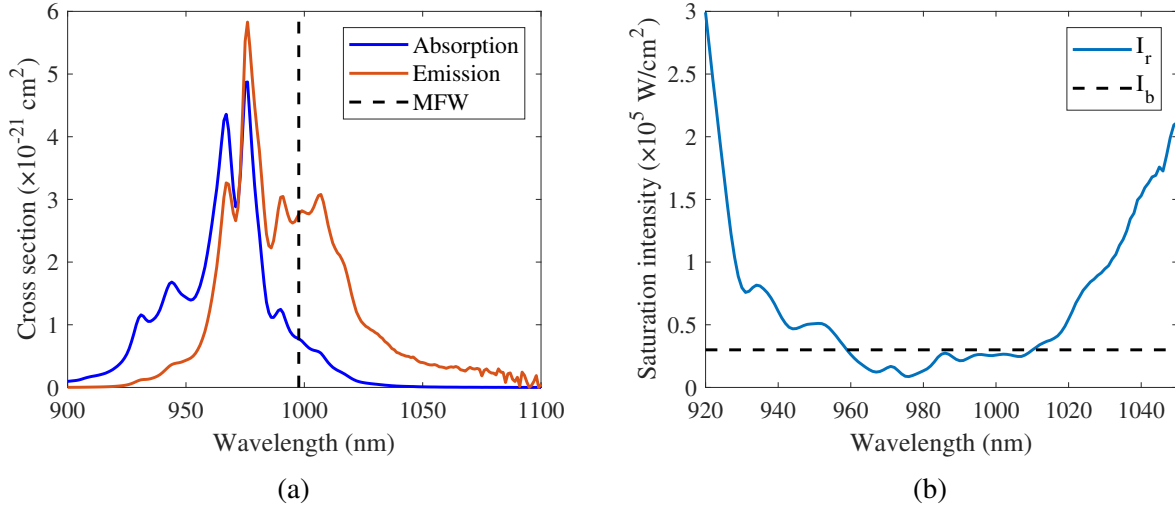 6
5
4
3
2
1
0
900
950
1000
1050
1100
Cross section (×10⁻²¹ cm²)
Wavelength (nm)
Absorption
Emission
MFW
(a)
3
2.5
2
1.5
1
0.5
0
920
940
960
980
1000
1020
1040
Saturation intensity (×10⁵ W/cm²)
Wavelength (nm)
I_r
I_b
(b)